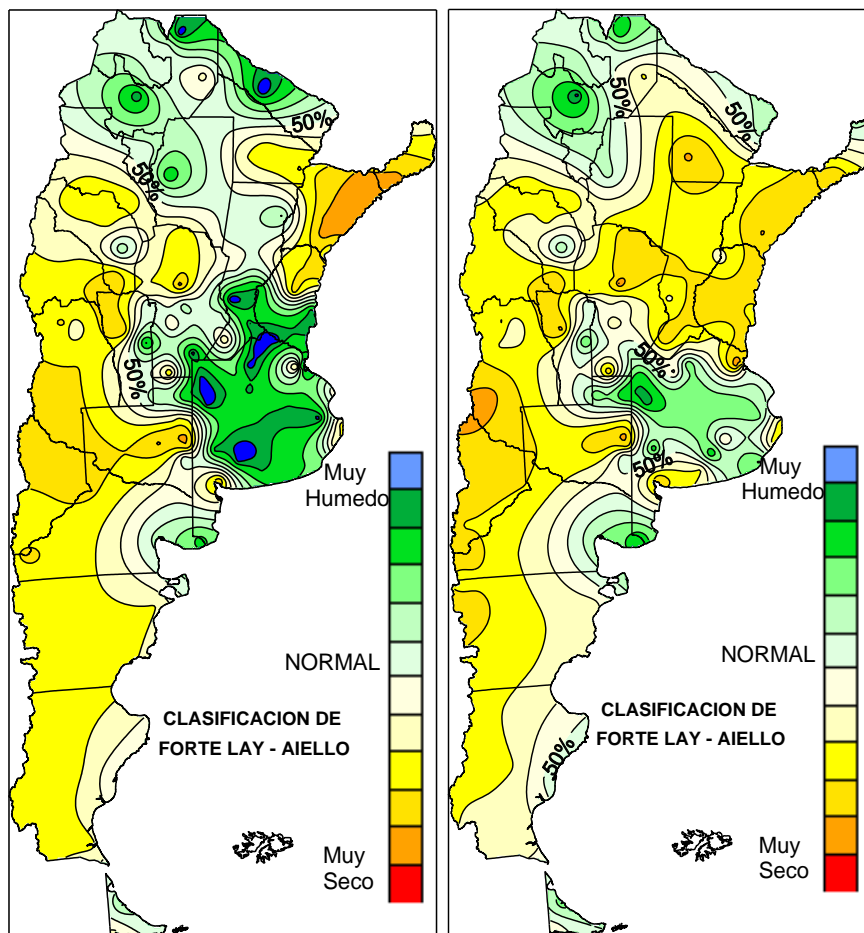 50%
50%
50%
Muy
Humedo
NORMAL
CLASIFICACION DE
FORTE LAY - AIELLO
Muy
Seco
50%
50%
50%
Muy
Humedo
NORMAL
CLASIFICACION DE
FORTE LAY - AIELLO
.50%
Muy
Seco